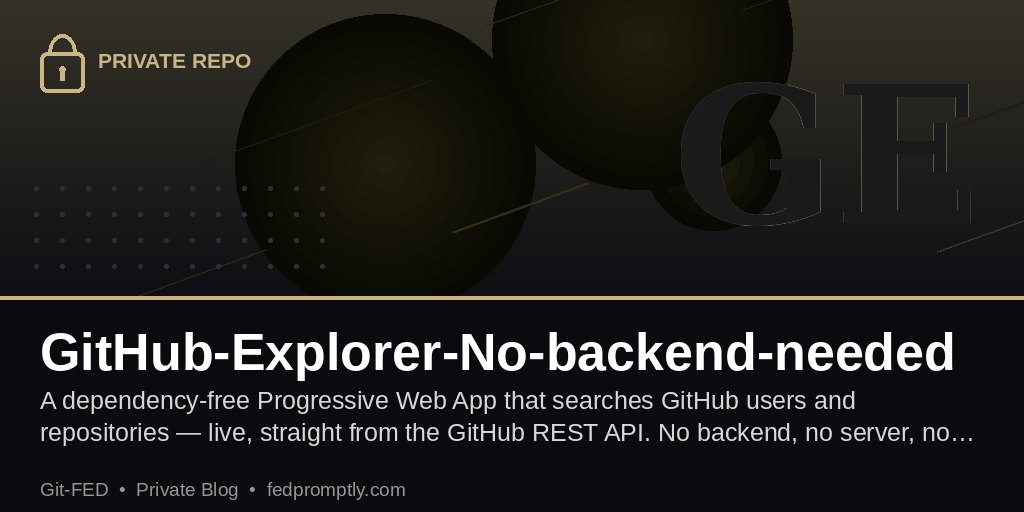 PRIVATE REPO
GE
GitHub-Explorer-No-backend-needed
A dependency-free Progressive Web App that searches GitHub users and
repositories — live, straight from the GitHub REST API. No backend, no server, no…
Git-FED • Private Blog • fedpromptly.com